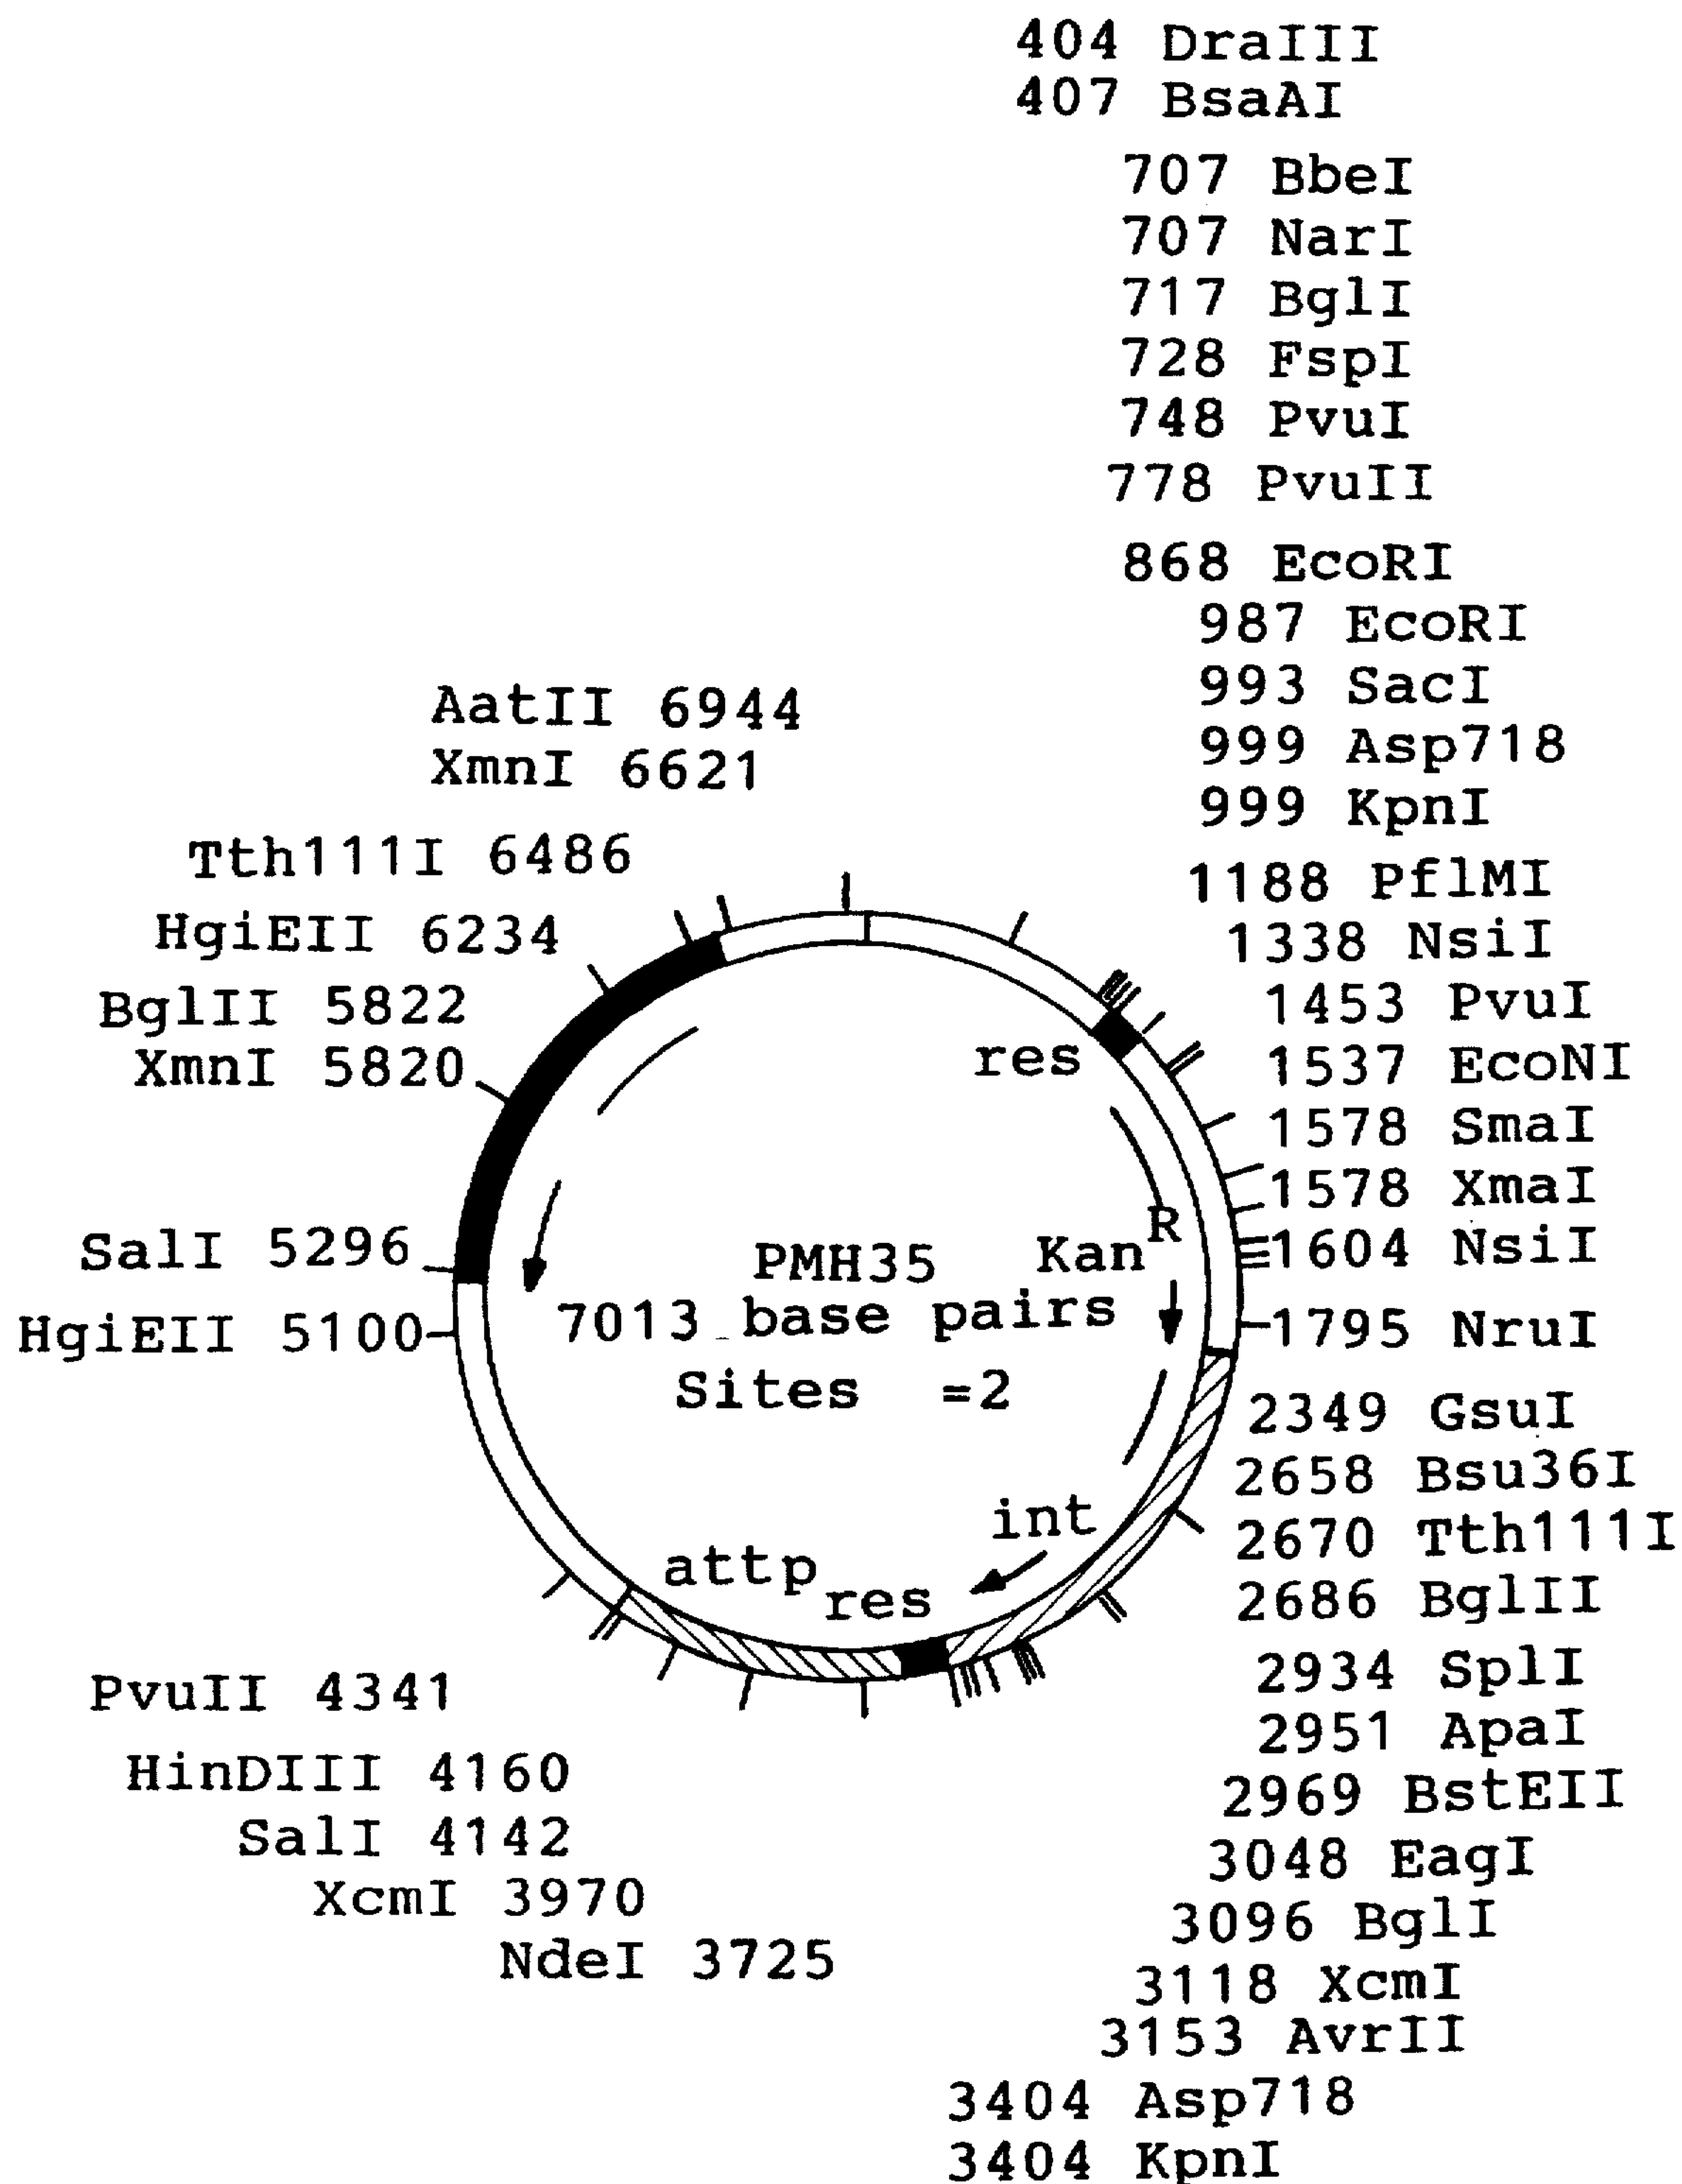 404 DraIII
407 BsaAI
707 BbeI
707 NarI
717 BglI
728 FspI
748 PvuI
778 PvuII
868 EcoRI
987 EcoRI
993 SacI
999 Asp718
999 KpnI
1188 PflMI
1338 NsiI
1453 PvuI
1537 EcoNI
1578 SmaI
1578 XmaI
1604 NsiI
1795 NruI
2349 GsuI
2658 Bsu36I
2670 Tth111I
2686 BglII
2934 SplI
2951 ApaI
2969 BstEII
3048 EagI
3096 BglI
3118 XcmI
3153 AvrII
3404 Asp718
3404 KpnI
NdeI 3725
XcmI 3970
SalI 4142
HinDIII 4160
PvuII 4341
HgiEII 5100
SalI 5296
XmnI 5820
BglII 5822
HgiEII 6234
Tth111I 6486
XmnI 6621
AatII 6944
res
KanR
PMH35
7013 base pairs
Sites =2
int
attp
res